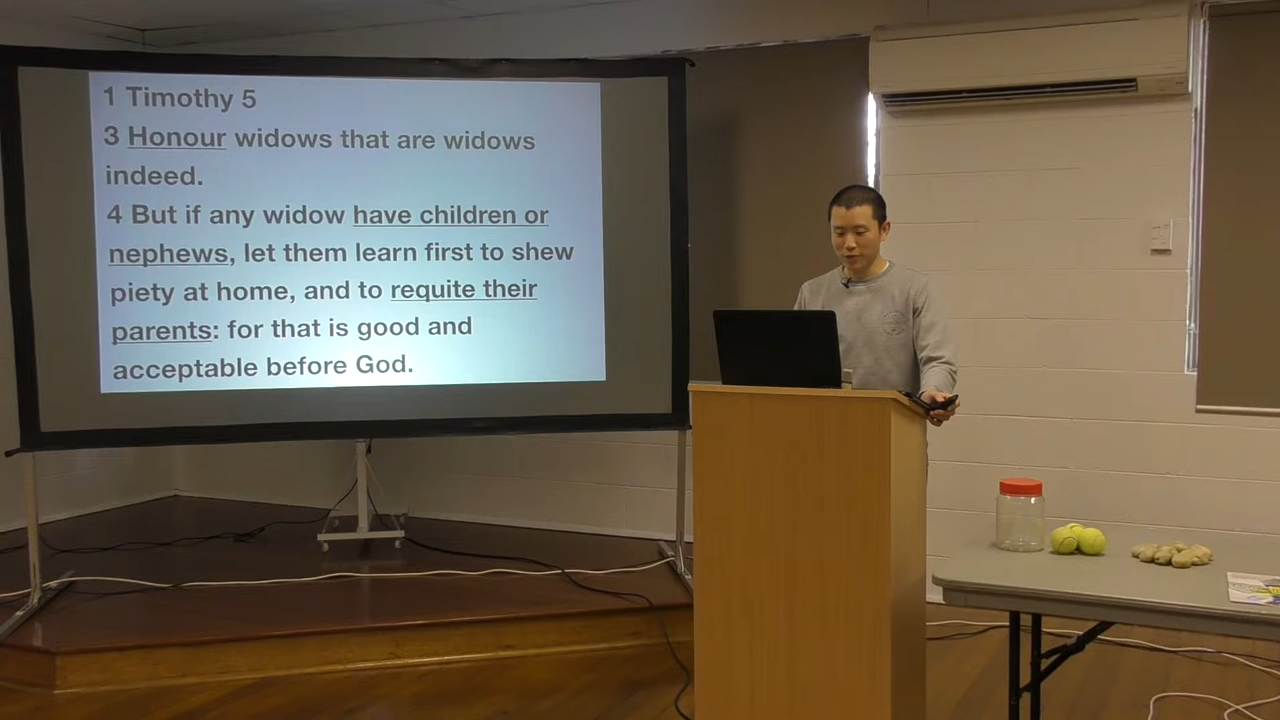 1 Timothy 5
3 Honour widows that are widows
indeed.
4 But if any widow have children or
nephews, let them learn first to shew
piety at home, and to requite their
parents: for that is good and
acceptable before God.